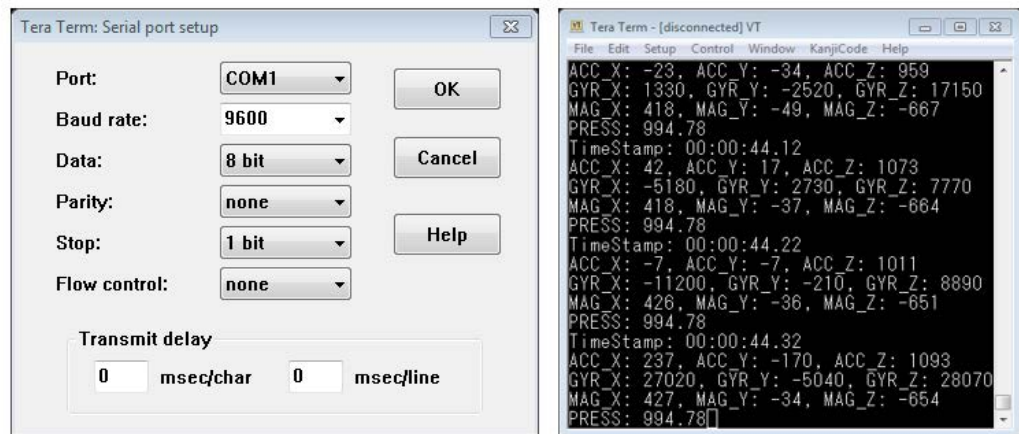 Tera Term: Serial port setup
Port:
COM1
OK
Baud rate:
9600
Data:
8 bit
Cancel
Parity:
none
Stop:
1 bit
Help
Flow control:
none
Transmit delay
0 msec/char 0 msec/line
Tera Term - [disconnected] VT
File Edit Setup Control Window KanjiCode Help
ACC_X: -23, ACC_Y: -34, ACC_Z: 959
GYR_X: 1330, GYR_Y: -2520, GYR_Z: 17150
MAG_X: 418, MAG_Y: -49, MAG_Z: -667
PRESS: 994.78
TimeStamp: 00:00:44.12
ACC_X: 42, ACC_Y: 17, ACC_Z: 1073
GYR_X: -5180, GYR_Y: 2730, GYR_Z: 7770
MAG_X: 418, MAG_Y: -37, MAG_Z: -664
PRESS: 994.78
TimeStamp: 00:00:44.22
ACC_X: -7, ACC_Y: -7, ACC_Z: 1011
GYR_X: -11200, GYR_Y: -210, GYR_Z: 8890
MAG_X: 426, MAG_Y: -36, MAG_Z: -651
PRESS: 994.78
TimeStamp: 00:00:44.32
ACC_X: 237, ACC_Y: -170, ACC_Z: 1093
GYR_X: 27020, GYR_Y: -5040, GYR_Z: 28070
MAG_X: 427, MAG_Y: -34, MAG_Z: -654
PRESS: 994.78